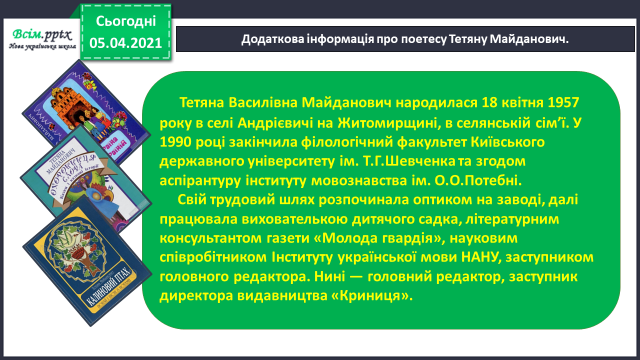 Всім.pptx
Нова українська школа
Сьогодні
05.04.2021
Додаткова інформація про поетесу Тетяну Майданович.
Тетяна Василівна Майданович народилася 18 квітня 1957
року в селі Андрієвичі на Житомирщині, в селянській сім'ї. У
1990 році закінчила філологічний факультет Київського
державного університету ім. Т.Г.Шевченка та згодом
аспірантуру інституту мовознавства ім. О.О.Потебні.
Свій трудовий шлях розпочинала оптиком на заводі, далі
працювала вихователькою дитячого садка, літературним
консультантом газети «Молода гвардія», науковим
співробітником Інституту української мови НАНУ, заступником
головного редактора. Нині — головний редактор, заступник
директора видавництва «Криниця».
КАЛИНОВИЙ ПТАХ